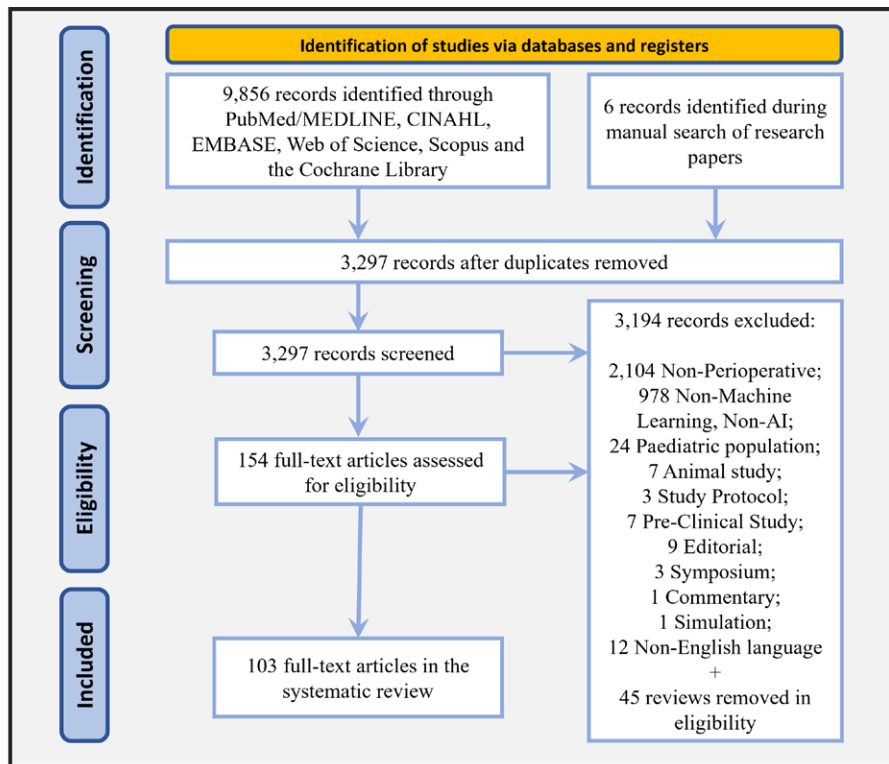 Identification of studies via databases and registers
Identification
9,856 records identified through
PubMed/MEDLINE, CINAHL,
EMBASE, Web of Science, Scopus and
the Cochrane Library
6 records identified during
manual search of research
papers
Screening
3,297 records after duplicates removed
3,297 records screened
3,194 records excluded:
2,104 Non-Perioperative;
978 Non-Machine
Learning, Non-AI;
24 Paediatric population;
7 Animal study;
3 Study Protocol;
7 Pre-Clinical Study;
9 Editorial;
3 Symposium;
1 Commentary;
1 Simulation;
12 Non-English language
+
45 reviews removed in
eligibility
Eligibility
154 full-text articles assessed
for eligibility
Included
103 full-text articles in the
systematic review